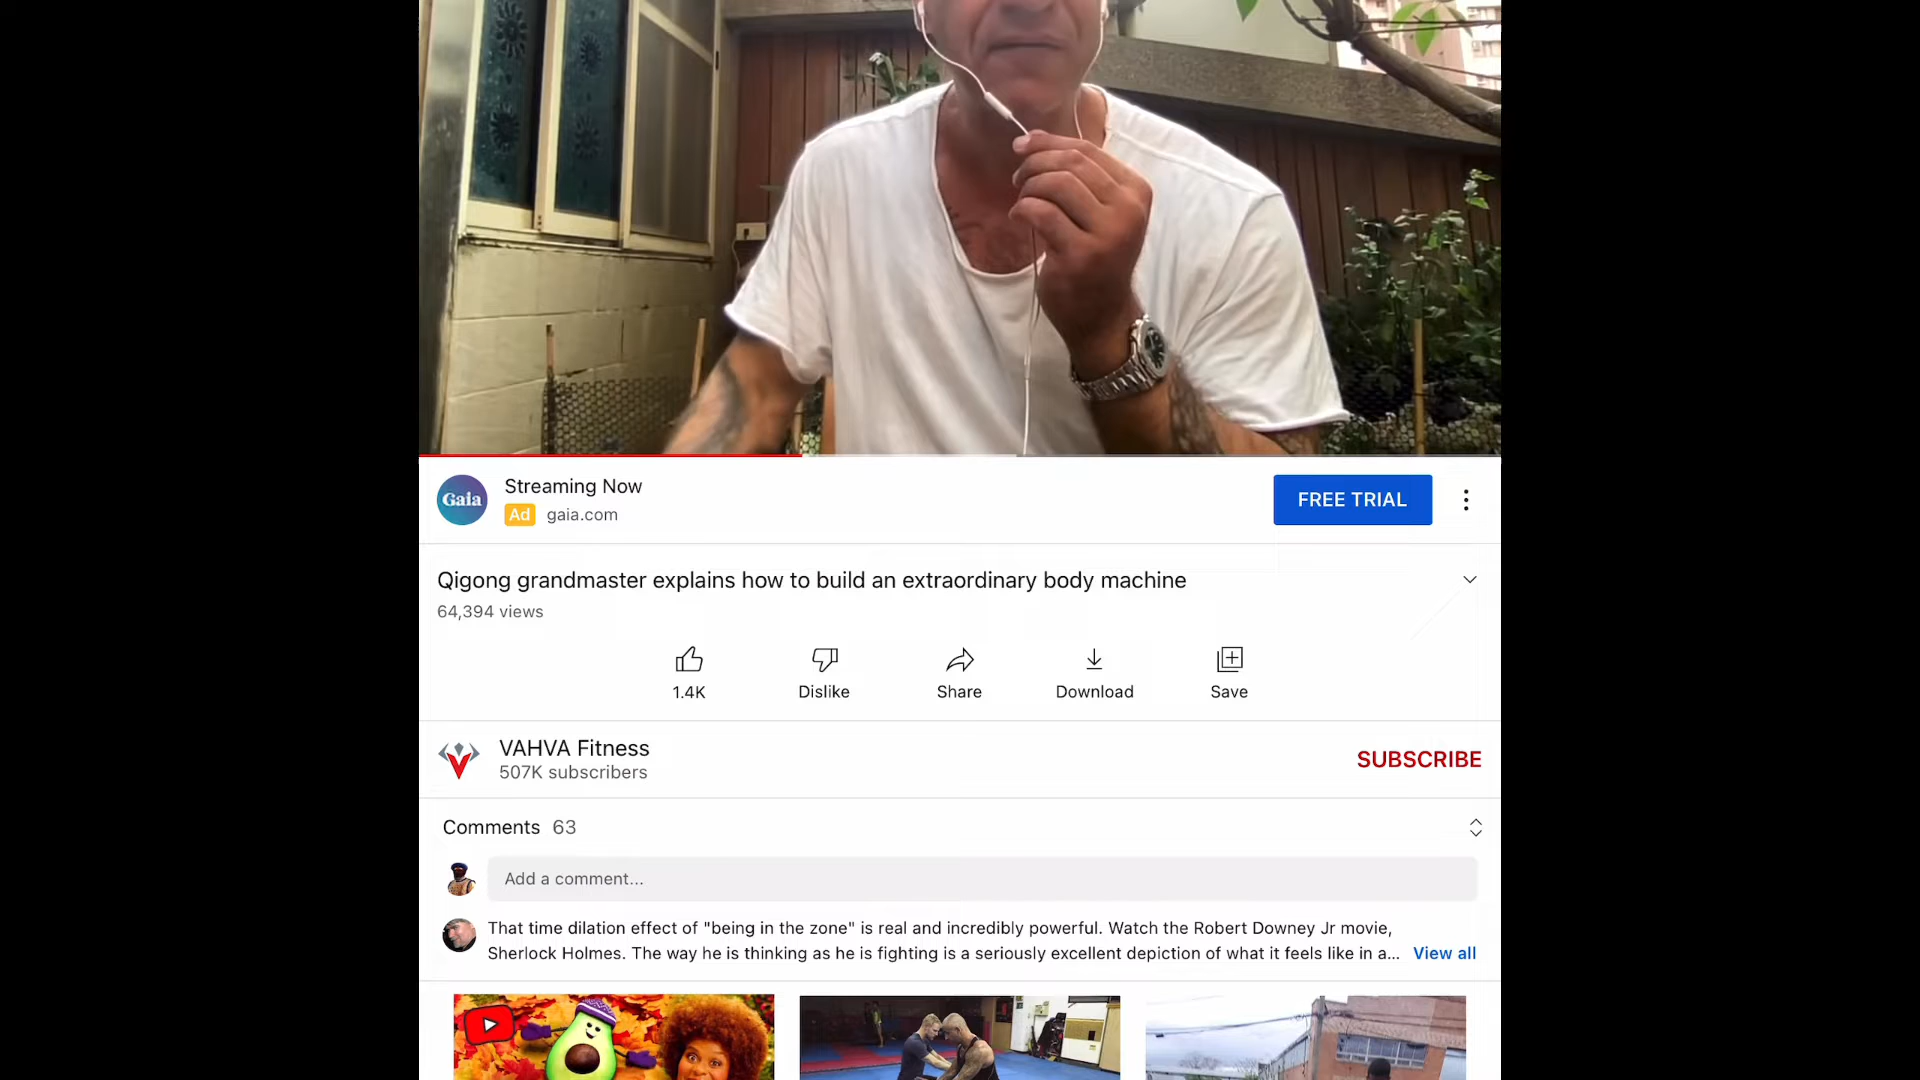 Gaia
Streaming Now
Ad gaia.com
FREE TRIAL
Qigong grandmaster explains how to build an extraordinary body machine
64,394 views
1.4K
Dislike
Share
Download
Save
VAHVA Fitness
507K subscribers
SUBSCRIBE
Comments 63
Add a comment...
That time dilation effect of "being in the zone" is real and incredibly powerful. Watch the Robert Downey Jr movie,
Sherlock Holmes. The way he is thinking as he is fighting is a seriously excellent depiction of what it feels like in a... View all